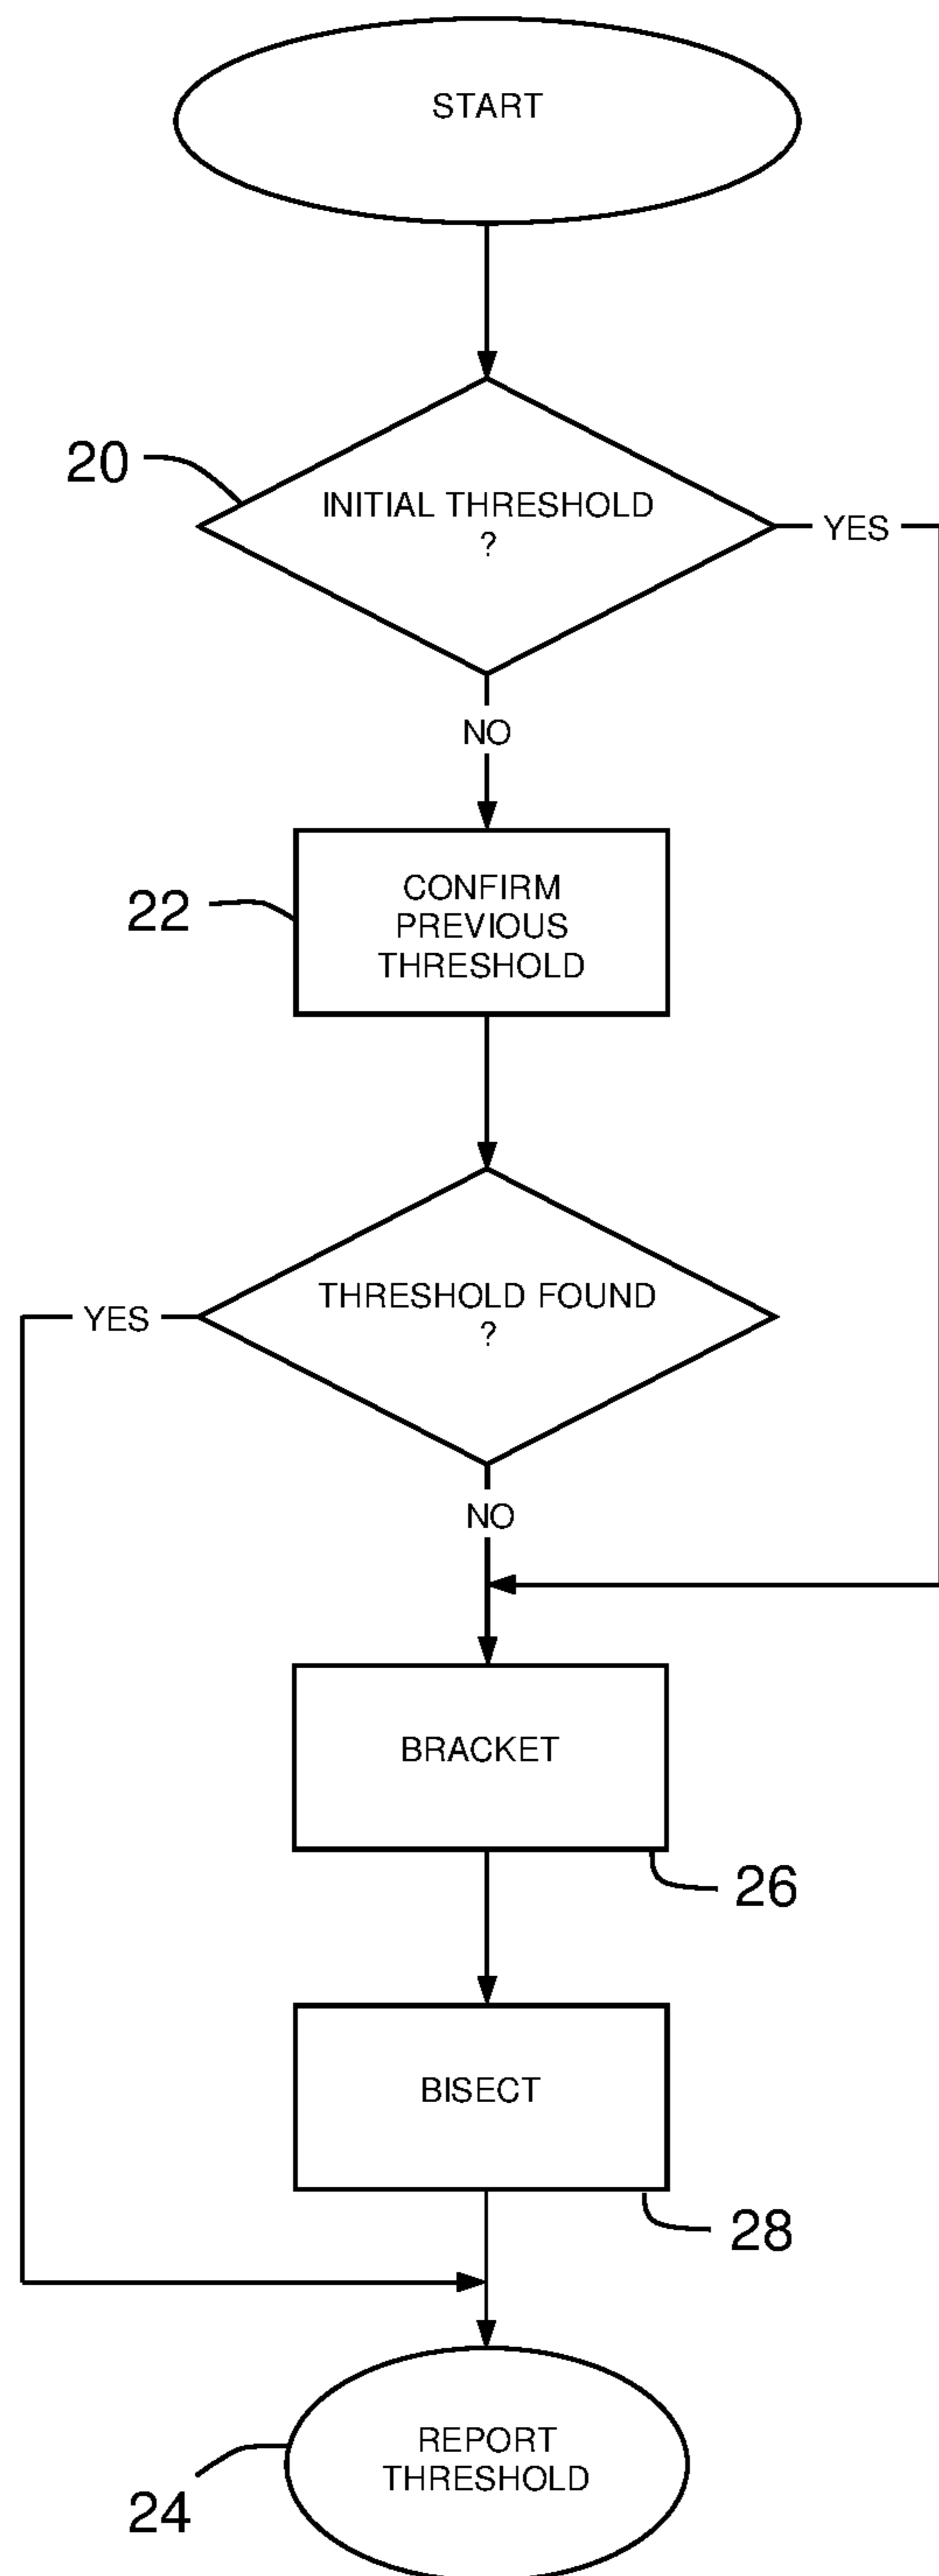 START
20
INITIAL THRESHOLD
?
YES
NO
22
CONFIRM
PREVIOUS
THRESHOLD
THRESHOLD FOUND
?
YES
NO
BRACKET
26
BISECT
28
REPORT
THRESHOLD
24